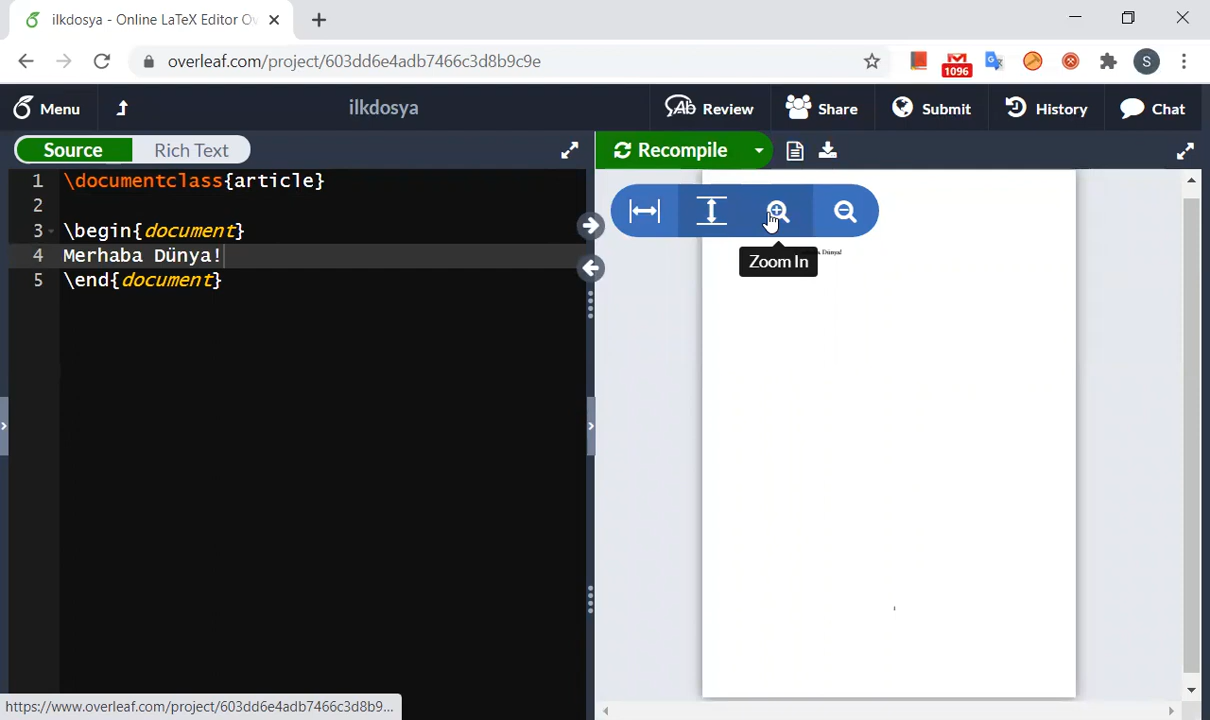 ilkdosya - Online LaTeX Editor Ov
overleaf.com/project/603dd6e4adb7466c3d8b9c9e
1096
S
Menu
ilkdosya
Review
Share
Submit
History
Chat
Source
Rich Text
Recompile
1 \documentclass{article}
2
3 \begin{document}
4 Merhaba Dünya!
5 \end{document}
Zoom In
Dünya!
https://www.overleaf.com/project/603dd6e4adb7466c3d8b9...